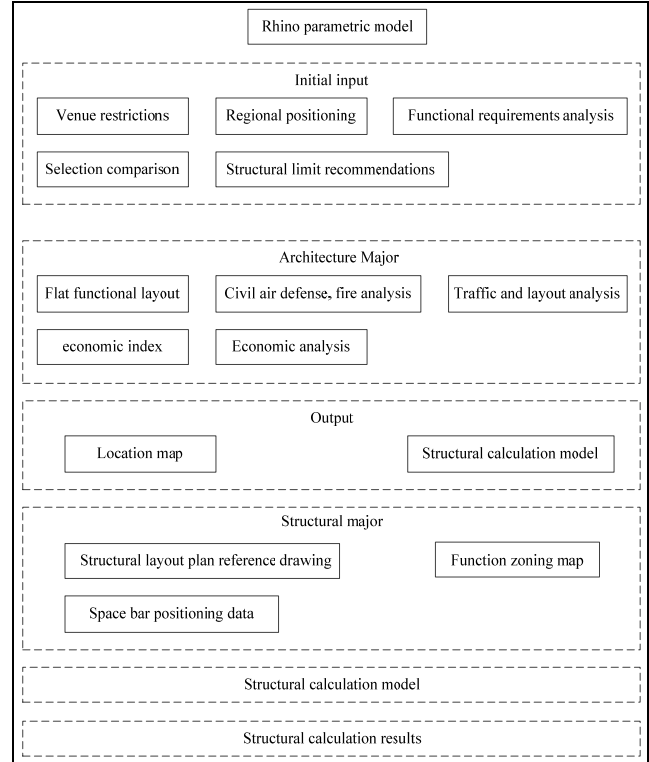 Rhino parametric model
Initial input
Venue restrictions
Regional positioning
Functional requirements analysis
Selection comparison
Structural limit recommendations
Architecture Major
Flat functional layout
Civil air defense, fire analysis
Traffic and layout analysis
economic index
Economic analysis
Output
Location map
Structural calculation model
Structural major
Structural layout plan reference drawing
Function zoning map
Space bar positioning data
Structural calculation model
Structural calculation results